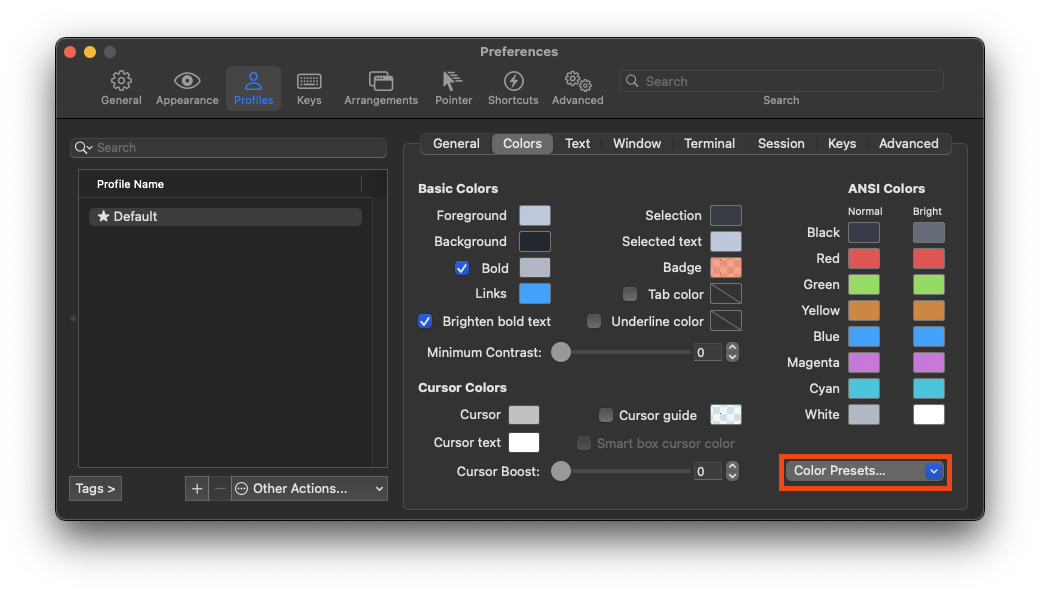 Preferences
General Appearance Profiles Keys Arrangements Pointer Shortcuts Advanced
Search
Search
Search
Profile Name
★ Default
Tags >
+ − Other Actions...
General Colors Text Window Terminal Session Keys Advanced
Basic Colors
Foreground Selection
Background Selected text
Bold Badge
Links Tab color
Brighten bold text Underline color
Minimum Contrast: 0
Cursor Colors
Cursor Cursor guide
Cursor text Smart box cursor color
Cursor Boost: 0
ANSI Colors
Normal Bright
Black
Red
Green
Yellow
Blue
Magenta
Cyan
White
Color Presets...